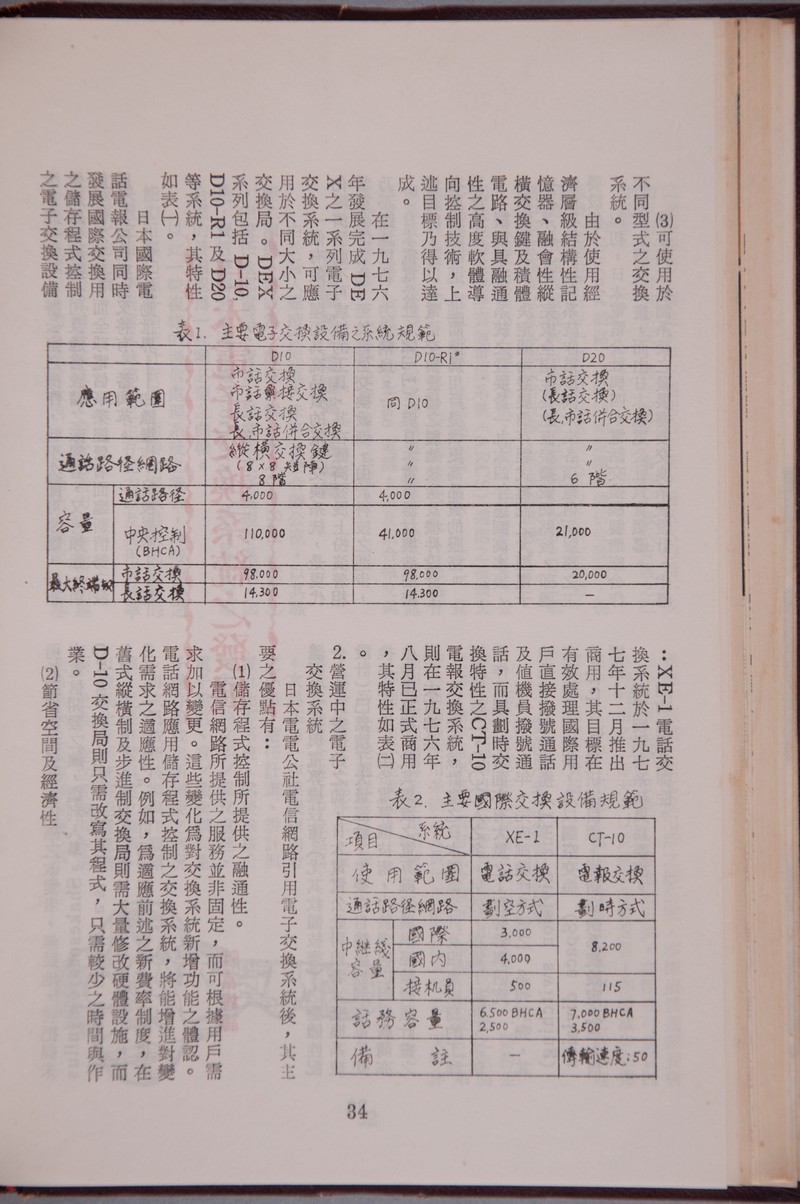 ⑶可使用於
不同型式之交換
系統。
由於使用經
濟層級結構性記
憶器、融會性縱
橫交換鍵及積體
電路、與具融通
性之高度軟體導
向控制技術，上
述目標乃得以達
成。
在一九七六
年發展完成 DE
X之一系列電子
交換系統，可應
用於不同大小之
交換局。DEX
系列包括 D-10,
D10-R1 及 D20
等系統，其特性
如表㈠。
日本國際電
話電報公司同時
發展國際交換用
之儲存程式控制
之電子交換設備
表1. 主要電子交換設備之系統規範
D10 D10-R1* D20
應用範圍
市話交換
市話彙接交換
長話交換
長,市話併合交換
同 D10
市話交換
(長話交換)
(長,市話併合交換)
通話路徑網路
縱橫交換鍵
(8×8矩陣)
8階
〃
〃
〃
〃
〃
6階
容量
通話路徑 4,000 4,000
中央控制
(BHCA)
110,000 41,000 21,000
最大終端數
市話交換 98,000 98,000 20,000
長話交換 14,300 14,300 —
：XE-1 電話交
換系統於一九七
七年十二月推出
商用，其目標在
有效處理國際用
戶直接撥號通話
及值機員撥號通
話，而具劃時交
換特性之CT-10
電報交換系統，
則在一九七六年
八月已正式商用
，其特性如表㈡
。
2.營運中之電子
交換系統
日本電電公社電信網路引用電子交換系統後，其主
要之優點有：
⑴儲存程式控制所提供之融通性。
電信網路所提供之服務並非固定，而可根據用戶需
求加以變更。這些變化爲對交換系統新增功能之體認。
電話網路應用儲存程式控制之交換系統，將能增進對變
化需求之適應性。例如，爲適應前述之新費率制度，在
舊式縱橫制及步進制交換局則需大量修改硬體設施，而
D-10 交換局則只需改寫其程式，只需較少之時間與作
業。
⑵節省空間及經濟性
表2. 主要國際交換設備規範
項目 系統 XE-1 CT-10
使用範圍 電話交換 電報交換
通話路徑網路 劃空方式 劃時方式
中繼綫
容量
國際 3,000
國內 4,000
8,200
接机員 500 115
話務容量
6,500 BHCA
2,500
7,000 BHCA
3,500
備註 — 傳輸速度:50
34